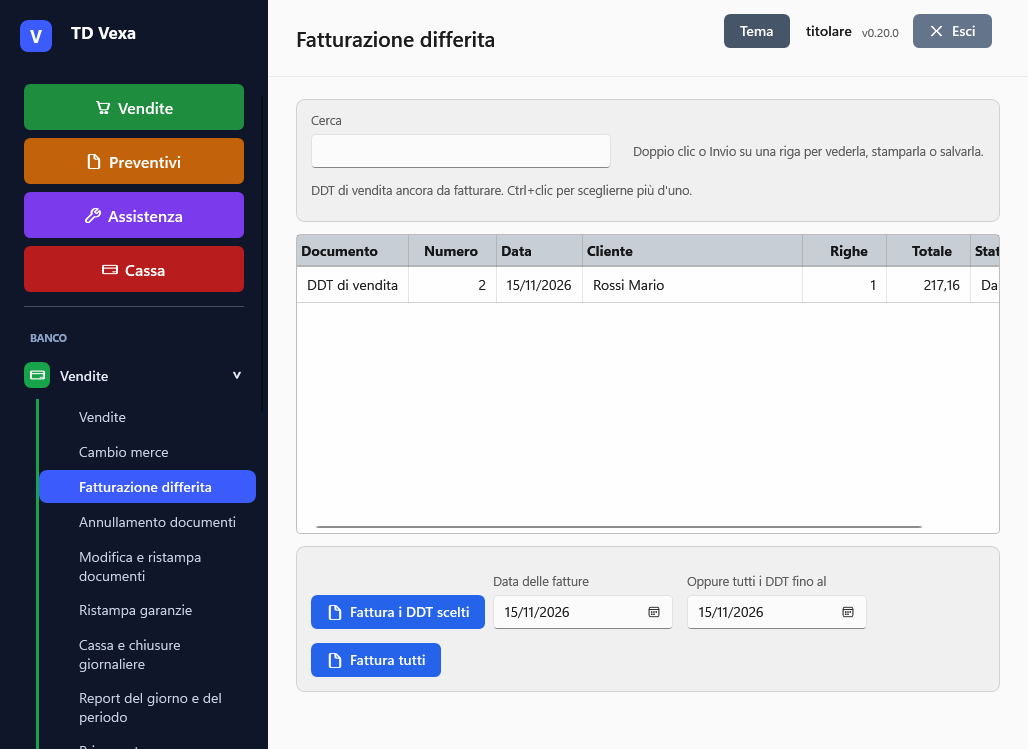 V
TD Vexa
Vendite
Preventivi
Assistenza
Cassa
BANCO
Vendite
Vendite
Cambio merce
Fatturazione differita
Annullamento documenti
Modifica e ristampa
documenti
Ristampa garanzie
Cassa e chiusure
giornaliere
Report del giorno e del
periodo
Fatturazione differita
Tema
titolare
v0.20.0
Esci
Cerca
Doppio clic o Invio su una riga per vederla, stamparla o salvarla.
DDT di vendita ancora da fatturare. Ctrl+clic per sceglierne più d'uno.
Documento Numero Data Cliente Righe Totale Stat
DDT di vendita 2 15/11/2026 Rossi Mario 1 217,16 Da
Data delle fatture
Oppure tutti i DDT fino al
Fattura i DDT scelti
15/11/2026
15/11/2026
Fattura tutti